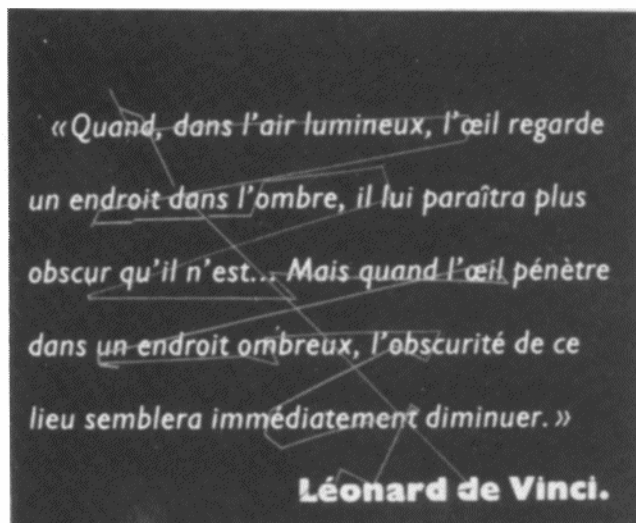 «Quand, dans l'air lumineux, l'œil regarde
un endroit dans l'ombre, il lui paraîtra plus
obscur qu'il n'est... Mais quand l'œil pénètre
dans un endroit ombreux, l'obscurité de ce
lieu semblera immédiatement diminuer.»
Léonard de Vinci.